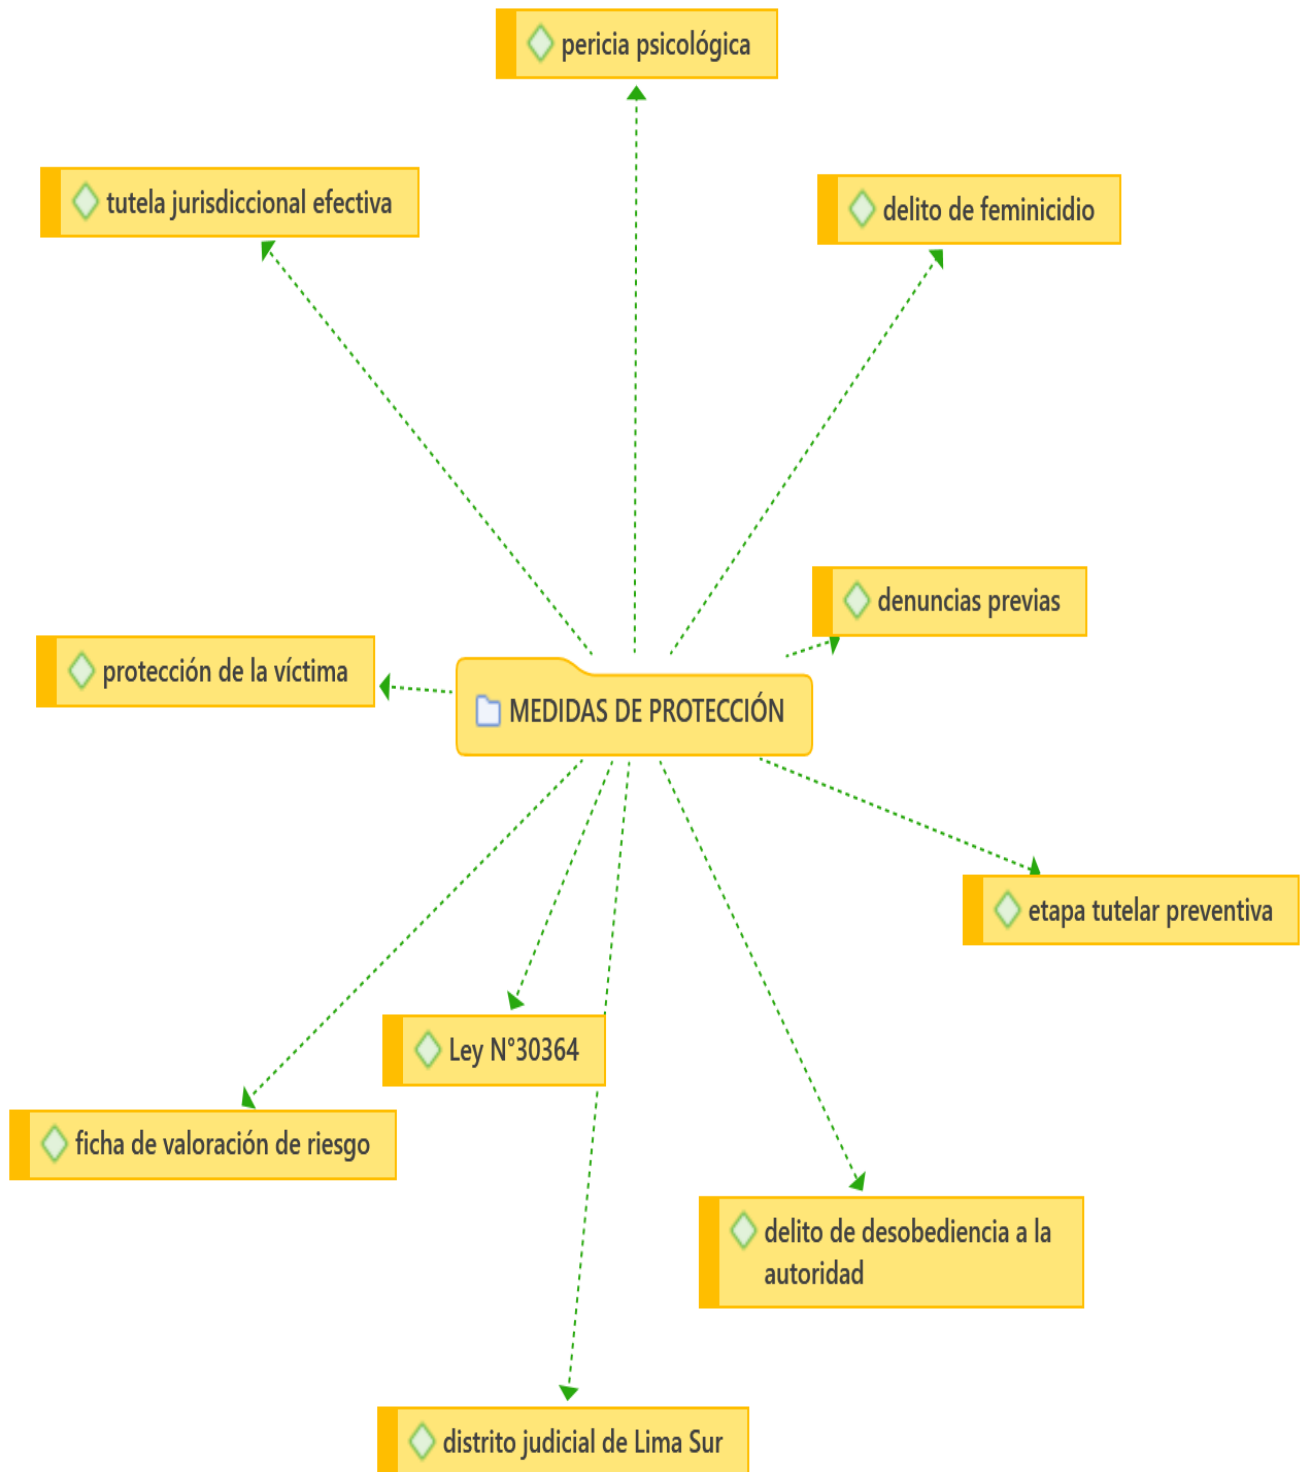 pericia psicológica
tutela jurisdiccional efectiva
delito de feminicidio
denuncias previas
protección de la víctima
MEDIDAS DE PROTECCIÓN
etapa tutelar preventiva
Ley N°30364
ficha de valoración de riesgo
delito de desobediencia a la
autoridad
distrito judicial de Lima Sur